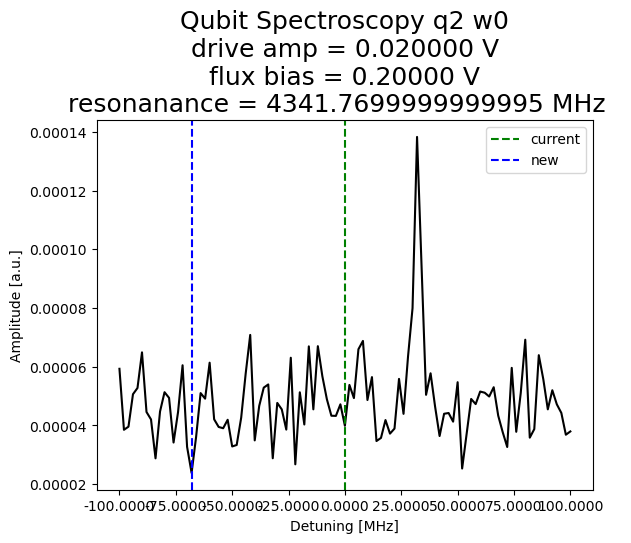 Qubit Spectroscopy q2 w0
drive amp = 0.020000 V
flux bias = 0.20000 V
resonanance = 4341.7699999999995 MHz
current
new
Amplitude [a.u.]
0.00014
0.00012
0.00010
0.00008
0.00006
0.00004
0.00002
-100.0000 -75.0000 -50.0000 -25.0000 0.0000 25.0000 50.0000 75.0000 100.0000
Detuning [MHz]